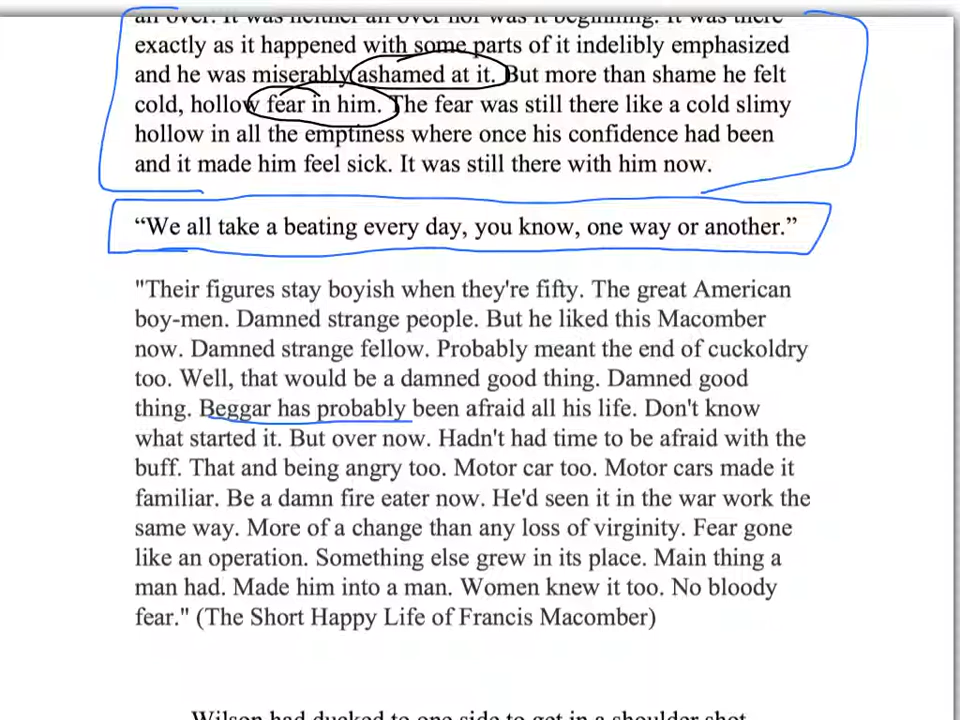 all over. It was neither all over nor was it beginning. It was there
exactly as it happened with some parts of it indelibly emphasized
and he was miserably ashamed at it. But more than shame he felt
cold, hollow fear in him. The fear was still there like a cold slimy
hollow in all the emptiness where once his confidence had been
and it made him feel sick. It was still there with him now.
“We all take a beating every day, you know, one way or another.”
"Their figures stay boyish when they're fifty. The great American
boy-men. Damned strange people. But he liked this Macomber
now. Damned strange fellow. Probably meant the end of cuckoldry
too. Well, that would be a damned good thing. Damned good
thing. Beggar has probably been afraid all his life. Don't know
what started it. But over now. Hadn't had time to be afraid with the
buff. That and being angry too. Motor car too. Motor cars made it
familiar. Be a damn fire eater now. He'd seen it in the war work the
same way. More of a change than any loss of virginity. Fear gone
like an operation. Something else grew in its place. Main thing a
man had. Made him into a man. Women knew it too. No bloody
fear." (The Short Happy Life of Francis Macomber)
Wilson had ducked to one side to get in a shoulder shot